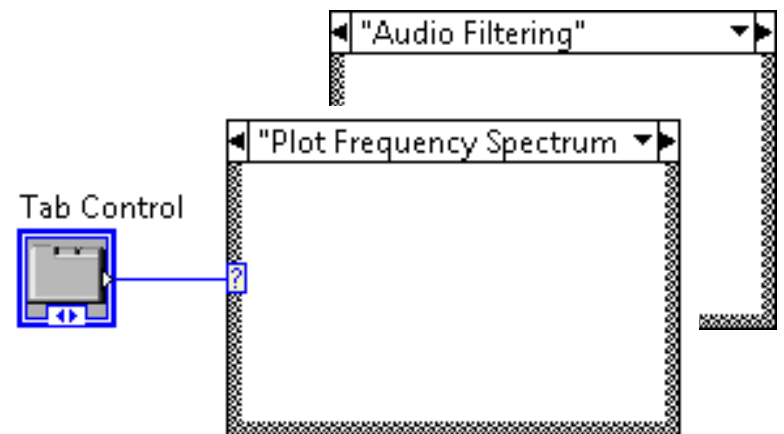 "Audio Filtering"
"Plot Frequency Spectrum
Tab Control
?